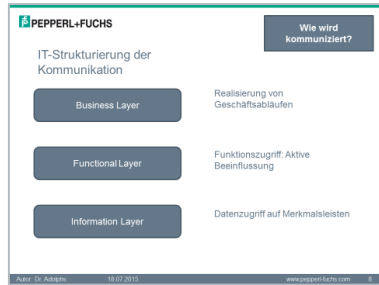 PEPPERL+FUCHS
Wie wird
kommuniziert?
IT-Strukturierung der
Kommunikation
Business Layer
Realisierung von
Geschäftsabläufen
Functional Layer
Funktionszugriff: Aktive
Beeinflussung
Information Layer
Datenzugriff auf Merkmalsleisten
Autor: Dr. Adolphs
18.07.2015
www.pepperl-fuchs.com
8